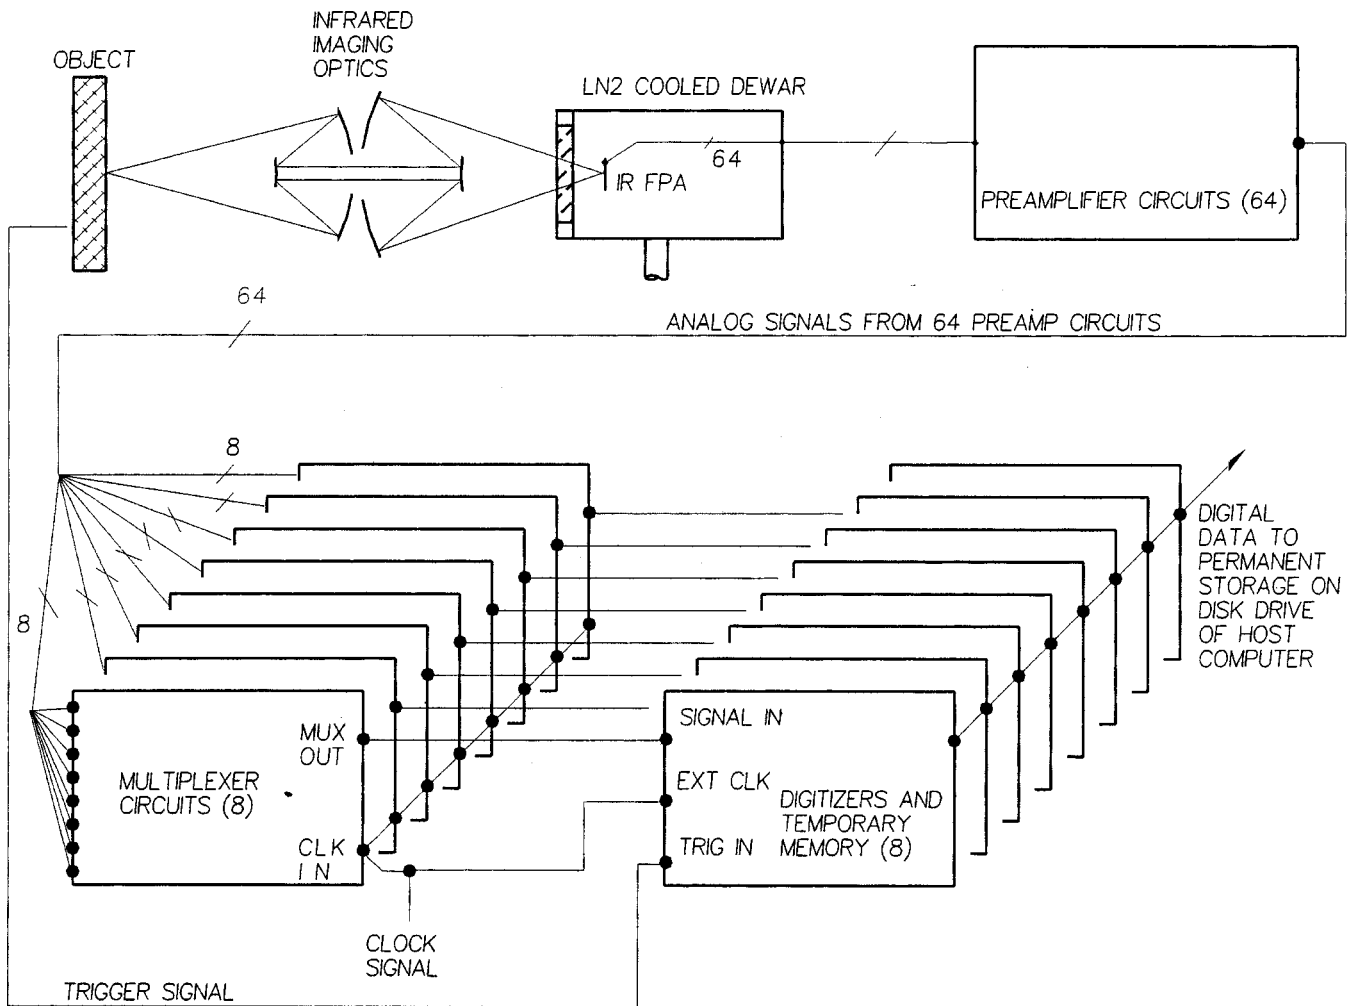 INFRARED
IMAGING
OPTICS
OBJECT
LN2 COOLED DEWAR
64
IR FPA
PREAMPLIFIER CIRCUITS (64)
64
ANALOG SIGNALS FROM 64 PREAMP CIRCUITS
8
8
DIGITAL
DATA TO
PERMANENT
STORAGE ON
DISK DRIVE
OF HOST
COMPUTER
MUX
OUT
MULTIPLEXER
CIRCUITS (8)
CLK
IN
SIGNAL IN
EXT CLK
DIGITIZERS AND
TEMPORARY
MEMORY (8)
TRIG IN
CLOCK
SIGNAL
TRIGGER SIGNAL